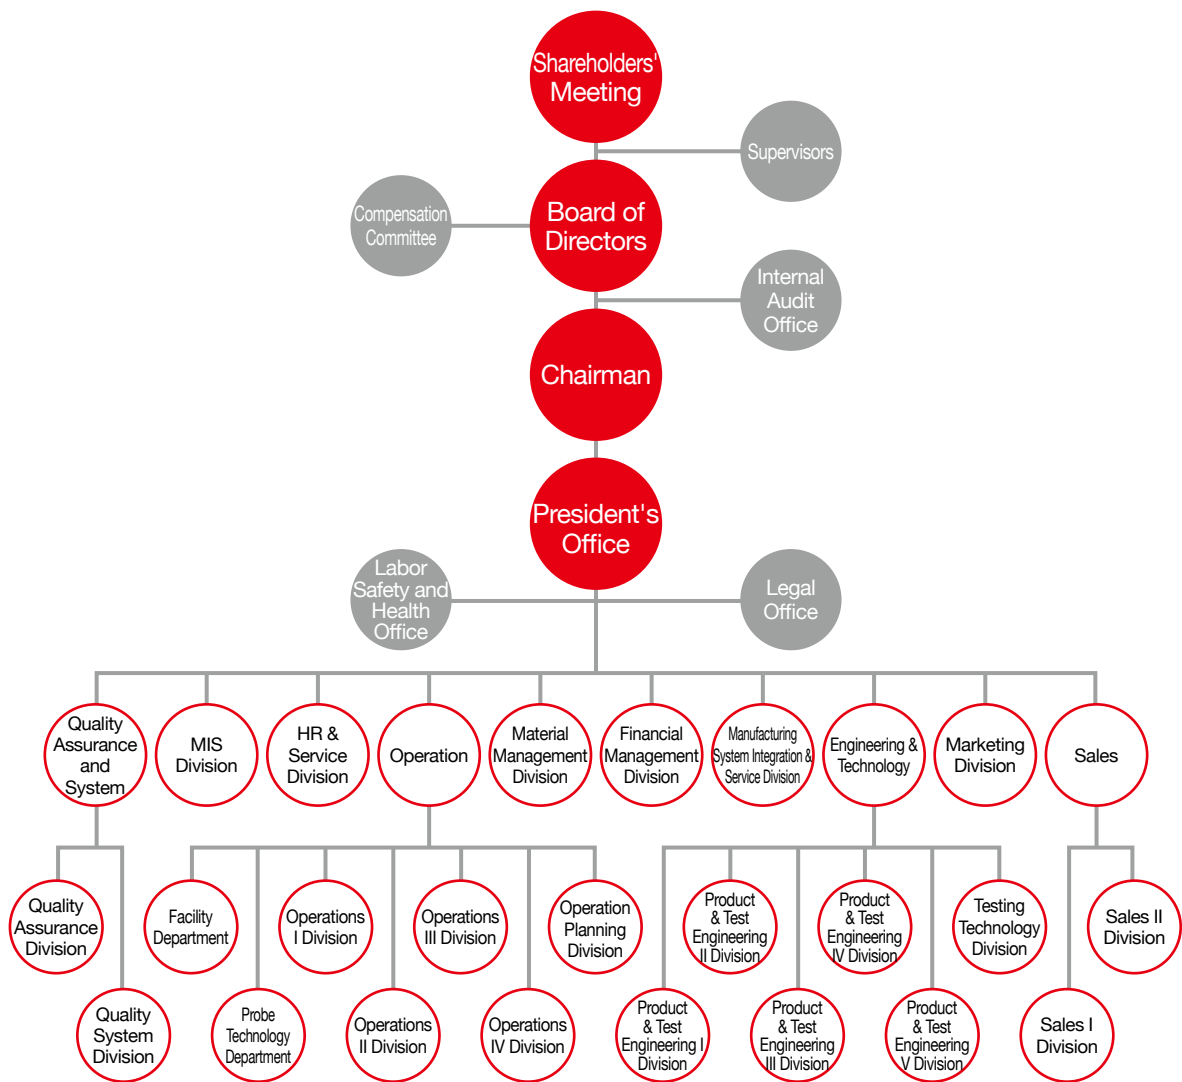 Shareholders'
Meeting
Supervisors
Compensation
Committee
Board of
Directors
Internal
Audit
Office
Chairman
President's
Office
Labor
Safety and
Health
Office
Legal
Office
Quality
Assurance
and
System
MIS
Division
HR &
Service
Division
Operation
Material
Management
Division
Financial
Management
Division
Manufacturing
System Integration &
Service Division
Engineering &
Technology
Marketing
Division
Sales
Quality
Assurance
Division
Facility
Department
Operations
I Division
Operations
III Division
Operation
Planning
Division
Product
& Test
Engineering
II Division
Product
& Test
Engineering
IV Division
Testing
Technology
Division
Sales II
Division
Quality
System
Division
Probe
Technology
Department
Operations
II Division
Operations
IV Division
Product
& Test
Engineering I
Division
Product
& Test
Engineering
III Division
Product
& Test
Engineering
V Division
Sales I
Division